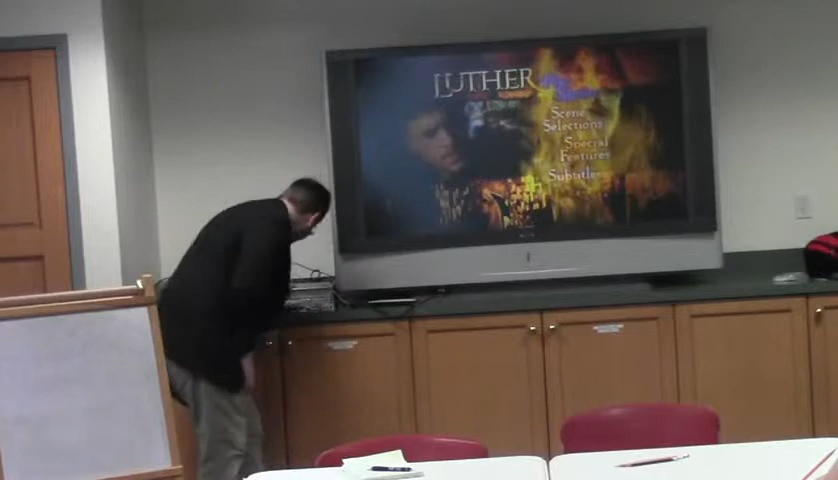 LUTHER
Scene
Selections
Special
Features
Subtitles